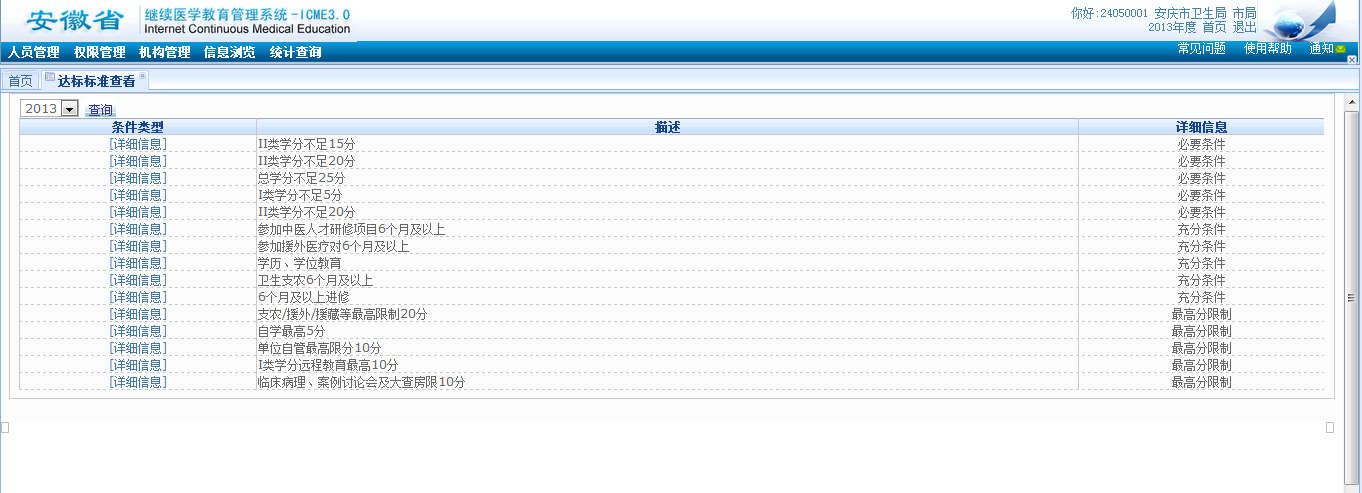 安徽省 继续医学教育管理系统-ICME3.0
Internet Continuous Medical Education
你好:24050001 安庆市卫生局 市局
2013年度 首页 退出
人员管理 权限管理 机构管理 信息浏览 统计查询
常见问题 使用帮助 通知
首页 达标标准查看
2013 查询
条件类型 描述 详细信息
[详细信息] II类学分不足15分 必要条件
[详细信息] II类学分不足20分 必要条件
[详细信息] 总学分不足25分 必要条件
[详细信息] I类学分不足5分 必要条件
[详细信息] II类学分不足20分 必要条件
[详细信息] 参加中医人才研修项目6个月及以上 充分条件
[详细信息] 参加援外医疗对6个月及以上 充分条件
[详细信息] 学历、学位教育 充分条件
[详细信息] 卫生支农6个月及以上 充分条件
[详细信息] 6个月及以上进修 充分条件
[详细信息] 支农/援外/援藏等最高限制20分 最高分限制
[详细信息] 自学最高5分 最高分限制
[详细信息] 单位自管最高限分10分 最高分限制
[详细信息] I类学分远程教育最高10分 最高分限制
[详细信息] 临床病理、案例讨论会及大查房限10分 最高分限制